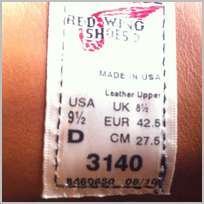 RED WING
SHOES
MADE IN USA
Leather Upper
USA UK 8½
9½ EUR 42.5
D CM 27.5
3140